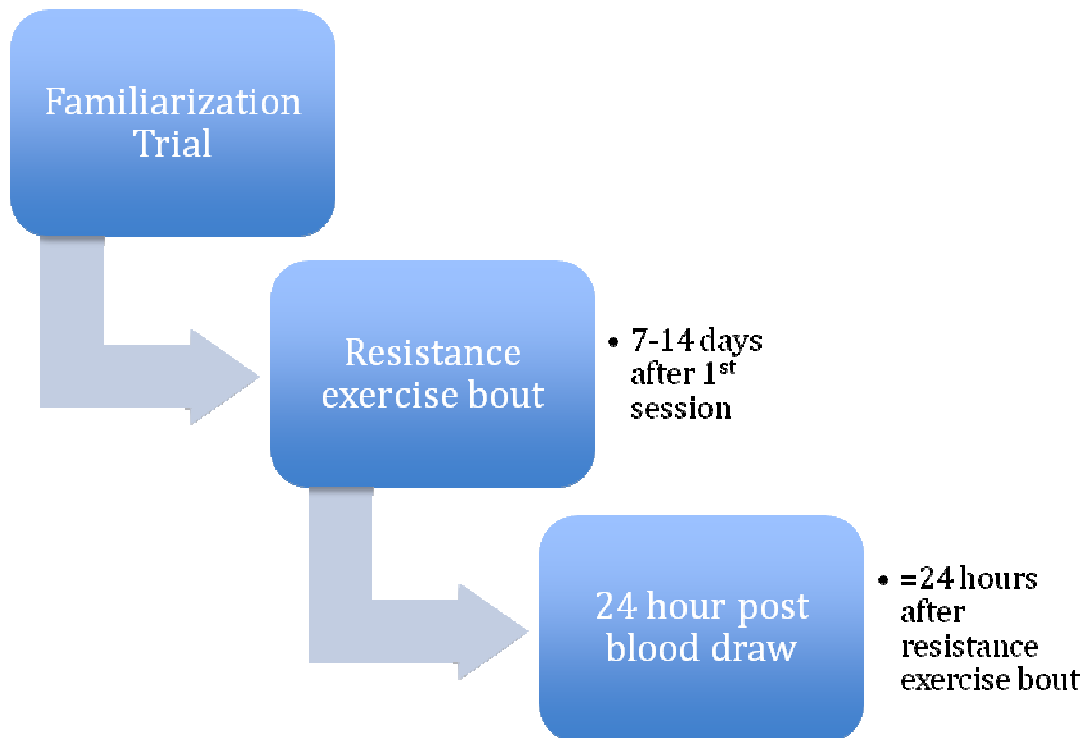 Familiarization
Trial
Resistance
exercise bout
• 7-14 days
after 1st
session
24 hour post
blood draw
• =24 hours
after
resistance
exercise bout